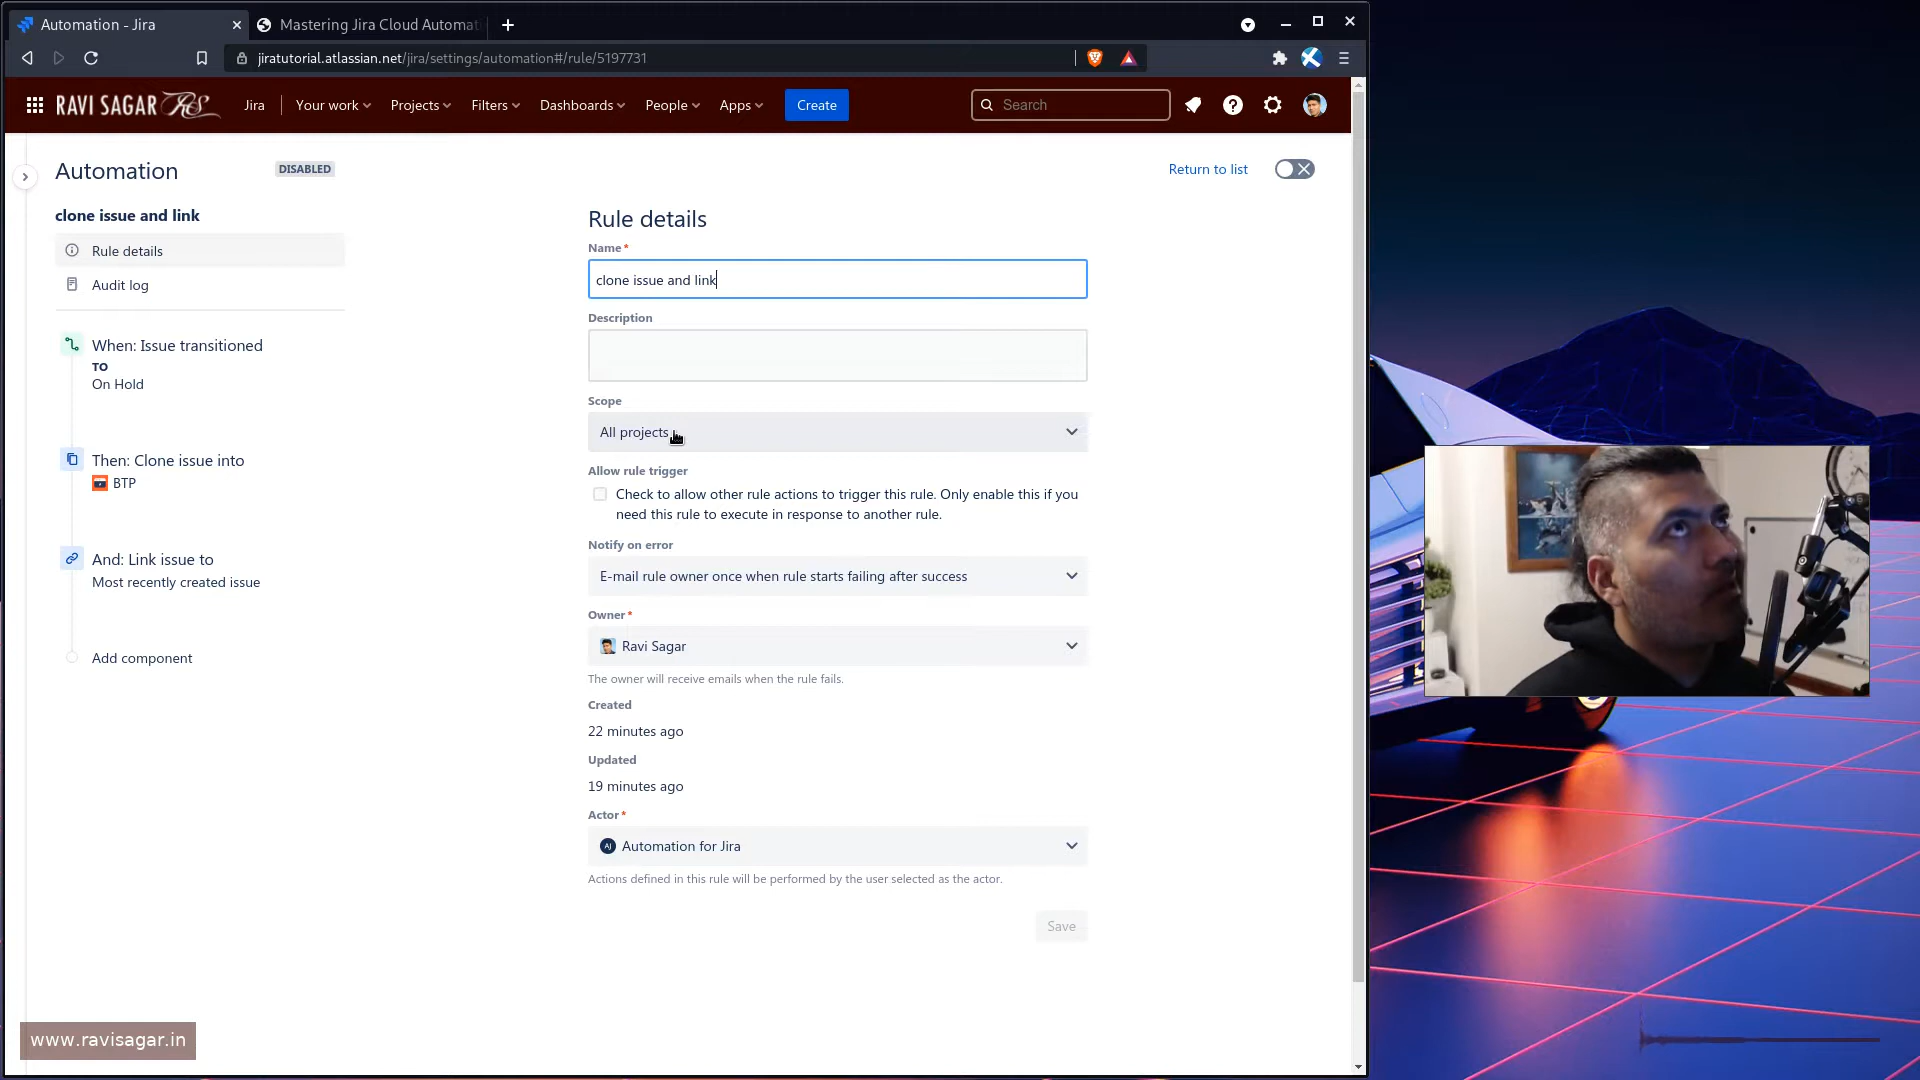 Automation - Jira
Mastering Jira Cloud Automat
jiratutorial.atlassian.net/jira/settings/automation#/rule/5197731
RAVI SAGAR RS
Jira
Your work
Projects
Filters
Dashboards
People
Apps
Create
Search
Automation
DISABLED
Return to list
clone issue and link
Rule details
Audit log
When: Issue transitioned
TO
On Hold
Then: Clone issue into
BTP
And: Link issue to
Most recently created issue
Add component
Rule details
Name*
clone issue and link
Description
Scope
All projects
Allow rule trigger
Check to allow other rule actions to trigger this rule. Only enable this if you
need this rule to execute in response to another rule.
Notify on error
E-mail rule owner once when rule starts failing after success
Owner*
Ravi Sagar
The owner will receive emails when the rule fails.
Created
22 minutes ago
Updated
19 minutes ago
Actor*
AJ Automation for Jira
Actions defined in this rule will be performed by the user selected as the actor.
Save
www.ravisagar.in